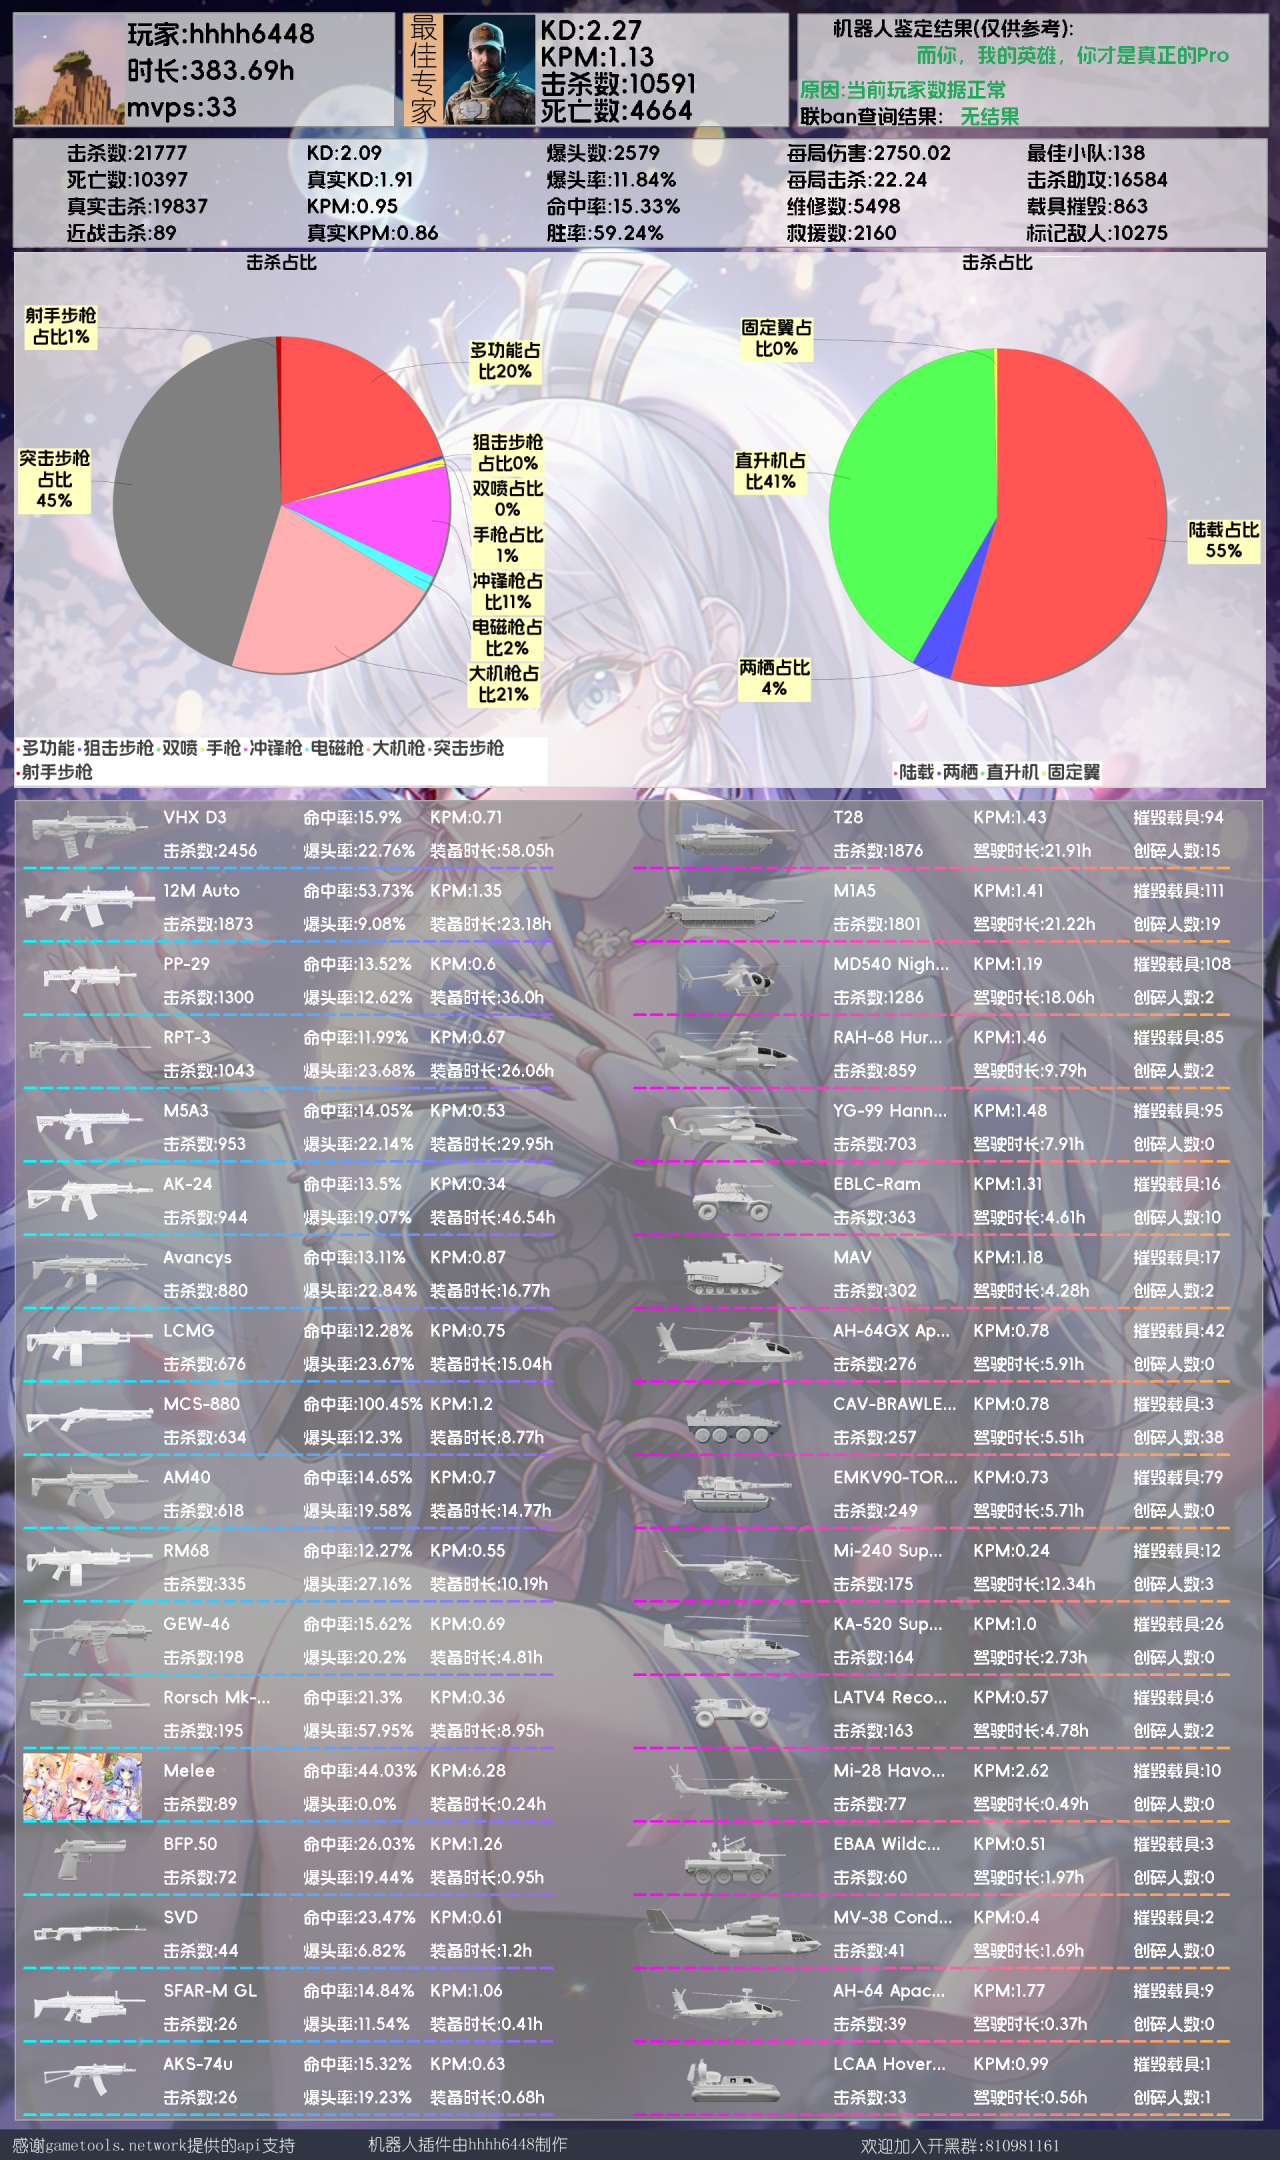 玩家:hhhh6448
时长:383.69h
mvps:33
最佳专家
KD:2.27
KPM:1.13
击杀数:10591
死亡数:4664
机器人鉴定结果(仅供参考):
而你，我的英雄，你才是真正的Pro
原因:当前玩家数据正常
联ban查询结果: 无结果
击杀数:21777 KD:2.09 爆头数:2579 每局伤害:2750.02 最佳小队:138
死亡数:10397 真实KD:1.91 爆头率:11.84% 每局击杀:22.24 击杀助攻:16584
真实击杀:19837 KPM:0.95 命中率:15.33% 维修数:5498 载具摧毁:863
近战击杀:89 真实KPM:0.86 胜率:59.24% 救援数:2160 标记敌人:10275
击杀占比
射手步枪
占比1%
多功能占
比20%
狙击步枪
占比0%
双喷占比
0%
手枪占比
1%
冲锋枪占
比11%
电磁枪占
比2%
大机枪占
比21%
突击步枪
占比
45%
多功能 狙击步枪 双喷 手枪 冲锋枪 电磁枪 大机枪 突击步枪
射手步枪
击杀占比
固定翼占
比0%
直升机占
比41%
陆载占比
55%
两栖占比
4%
陆载 两栖 直升机 固定翼
VHX D3 命中率:15.9% KPM:0.71
击杀数:2456 爆头率:22.76% 装备时长:58.05h
12M Auto 命中率:53.73% KPM:1.35
击杀数:1873 爆头率:9.08% 装备时长:23.18h
PP-29 命中率:13.52% KPM:0.6
击杀数:1300 爆头率:12.62% 装备时长:36.0h
RPT-3 命中率:11.99% KPM:0.67
击杀数:1043 爆头率:23.68% 装备时长:26.06h
M5A3 命中率:14.05% KPM:0.53
击杀数:953 爆头率:22.14% 装备时长:29.95h
AK-24 命中率:13.5% KPM:0.34
击杀数:944 爆头率:19.07% 装备时长:46.54h
Avancys 命中率:13.11% KPM:0.87
击杀数:880 爆头率:22.84% 装备时长:16.77h
LCMG 命中率:12.28% KPM:0.75
击杀数:676 爆头率:23.67% 装备时长:15.04h
MCS-880 命中率:100.45% KPM:1.2
击杀数:634 爆头率:12.3% 装备时长:8.77h
AM40 命中率:14.65% KPM:0.7
击杀数:618 爆头率:19.58% 装备时长:14.77h
RM68 命中率:12.27% KPM:0.55
击杀数:335 爆头率:27.16% 装备时长:10.19h
GEW-46 命中率:15.62% KPM:0.69
击杀数:198 爆头率:20.2% 装备时长:4.81h
Rorsch Mk-... 命中率:21.3% KPM:0.36
击杀数:195 爆头率:57.95% 装备时长:8.95h
Melee 命中率:44.03% KPM:6.28
击杀数:89 爆头率:0.0% 装备时长:0.24h
BFP.50 命中率:26.03% KPM:1.26
击杀数:72 爆头率:19.44% 装备时长:0.95h
SVD 命中率:23.47% KPM:0.61
击杀数:44 爆头率:6.82% 装备时长:1.2h
SFAR-M GL 命中率:14.84% KPM:1.06
击杀数:26 爆头率:11.54% 装备时长:0.41h
AKS-74u 命中率:15.32% KPM:0.63
击杀数:26 爆头率:19.23% 装备时长:0.68h
T28 KPM:1.43 摧毁载具:94
击杀数:1876 驾驶时长:21.91h 创碎人数:15
M1A5 KPM:1.41 摧毁载具:111
击杀数:1801 驾驶时长:21.22h 创碎人数:19
MD540 Nigh... KPM:1.19 摧毁载具:108
击杀数:1286 驾驶时长:18.06h 创碎人数:2
RAH-68 Hur... KPM:1.46 摧毁载具:85
击杀数:859 驾驶时长:9.79h 创碎人数:2
YG-99 Hann... KPM:1.48 摧毁载具:95
击杀数:703 驾驶时长:7.91h 创碎人数:0
EBLC-Ram KPM:1.31 摧毁载具:16
击杀数:363 驾驶时长:4.61h 创碎人数:10
MAV KPM:1.18 摧毁载具:17
击杀数:302 驾驶时长:4.28h 创碎人数:2
AH-64GX Ap... KPM:0.78 摧毁载具:42
击杀数:276 驾驶时长:5.91h 创碎人数:0
CAV-BRAWLE... KPM:0.78 摧毁载具:3
击杀数:257 驾驶时长:5.51h 创碎人数:38
EMKV90-TOR... KPM:0.73 摧毁载具:79
击杀数:249 驾驶时长:5.71h 创碎人数:0
Mi-240 Sup... KPM:0.24 摧毁载具:12
击杀数:175 驾驶时长:12.34h 创碎人数:3
KA-520 Sup... KPM:1.0 摧毁载具:26
击杀数:164 驾驶时长:2.73h 创碎人数:0
LATV4 Reco... KPM:0.57 摧毁载具:6
击杀数:163 驾驶时长:4.78h 创碎人数:2
Mi-28 Havo... KPM:2.62 摧毁载具:10
击杀数:77 驾驶时长:0.49h 创碎人数:0
EBAA Wildc... KPM:0.51 摧毁载具:3
击杀数:60 驾驶时长:1.97h 创碎人数:0
MV-38 Cond... KPM:0.4 摧毁载具:2
击杀数:41 驾驶时长:1.69h 创碎人数:0
AH-64 Apac... KPM:1.77 摧毁载具:9
击杀数:39 驾驶时长:0.37h 创碎人数:0
LCAA Hover... KPM:0.99 摧毁载具:1
击杀数:33 驾驶时长:0.56h 创碎人数:1
感谢gametools.network提供的api支持 机器人插件由hhhh6448制作 欢迎加入开黑群:810981161